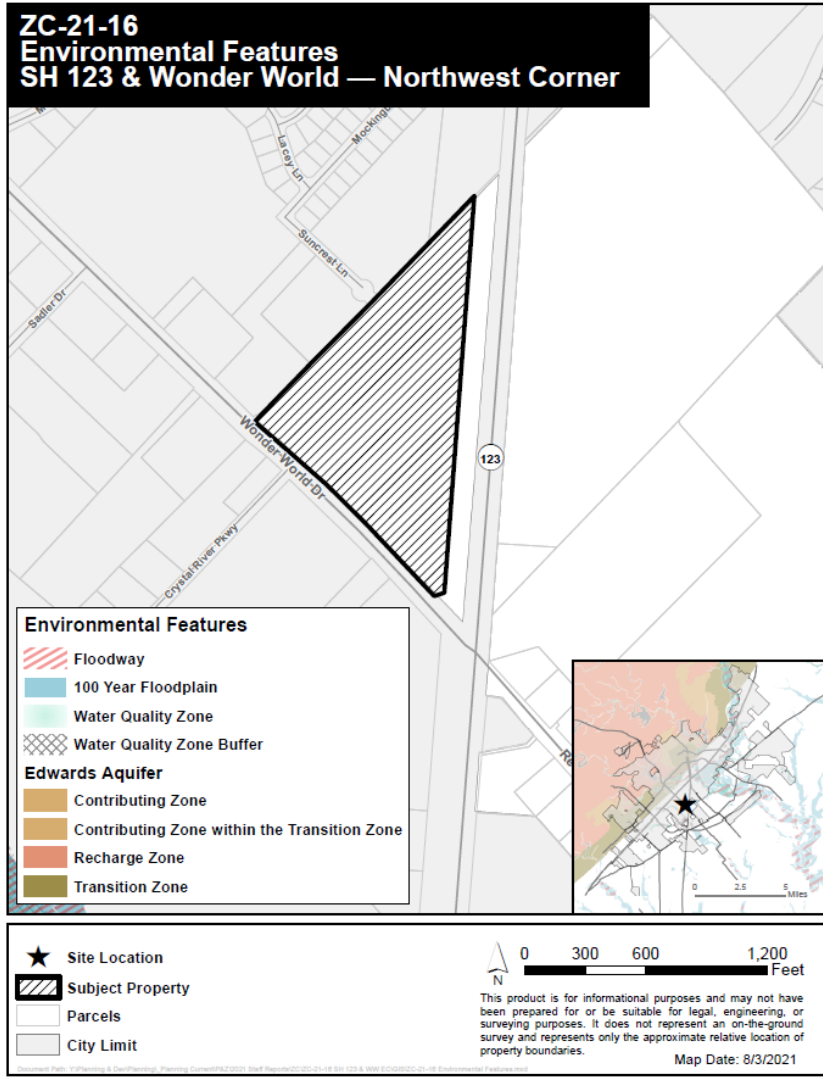 ZC-21-16
Environmental Features
SH 123 & Wonder World — Northwest Corner
Lacey Ln
Suncrest Ln
Sadler Dr
Wonder World Dr
123
Crystal River Pkwy
Environmental Features
Floodway
100 Year Floodplain
Water Quality Zone
Water Quality Zone Buffer
Edwards Aquifer
Contributing Zone
Contributing Zone within the Transition Zone
Recharge Zone
Transition Zone
0 2.5 5
Miles
Site Location
Subject Property
Parcels
City Limit
N
0 300 600 1,200
Feet
This product is for informational purposes and may not have
been prepared for or be suitable for legal, engineering, or
surveying purposes. It does not represent an on-the-ground
survey and represents only the approximate relative location of
property boundaries.
Map Date: 8/3/2021